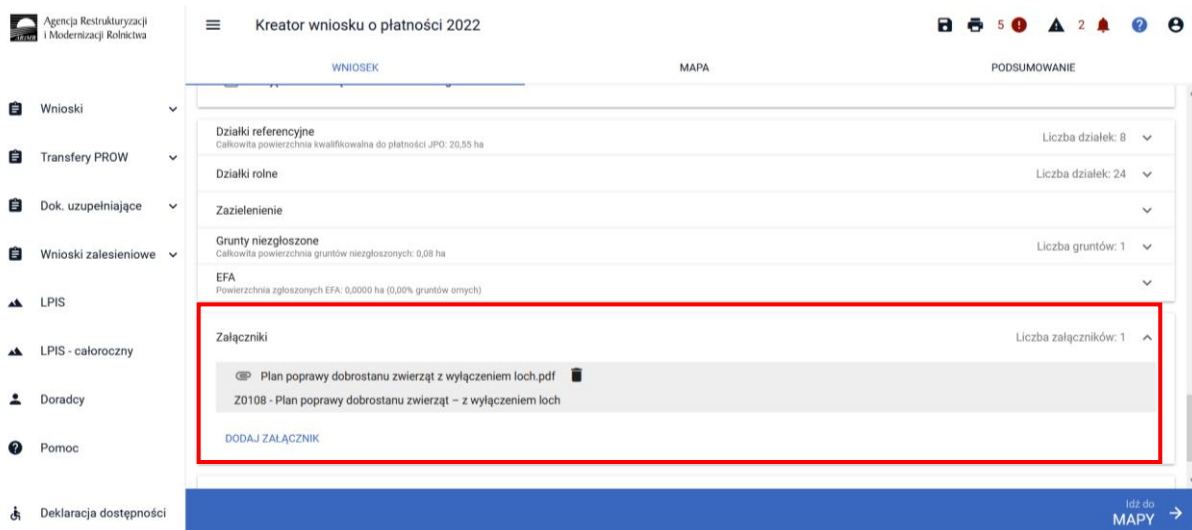 Agencja Restrukturyzacji
i Modernizacji Rolnictwa
ARiMR
Kreator wniosku o płatności 2022
5
2
WNIOSEK
MAPA
PODSUMOWANIE
Wnioski
Transfery PROW
Dok. uzupełniające
Wnioski zalesieniowe
LPIS
LPIS - całoroczny
Doradcy
Pomoc
Deklaracja dostępności
Działki referencyjne
Całkowita powierzchnia kwalifikowalna do płatności JPO: 20,55 ha
Liczba działek: 8
Działki rolne
Liczba działek: 24
Zazielenienie
Grunty niezgłoszone
Całkowita powierzchnia gruntów niezgłoszonych: 0,08 ha
Liczba gruntów: 1
EFA
Powierzchnia zgłoszonych EFA: 0,0000 ha (0,00% gruntów ornych)
Załączniki
Liczba załączników: 1
Plan poprawy dobrostanu zwierząt z wyłączeniem loch.pdf
Z0108 - Plan poprawy dobrostanu zwierząt – z wyłączeniem loch
DODAJ ZAŁĄCZNIK
Idź do
MAPY